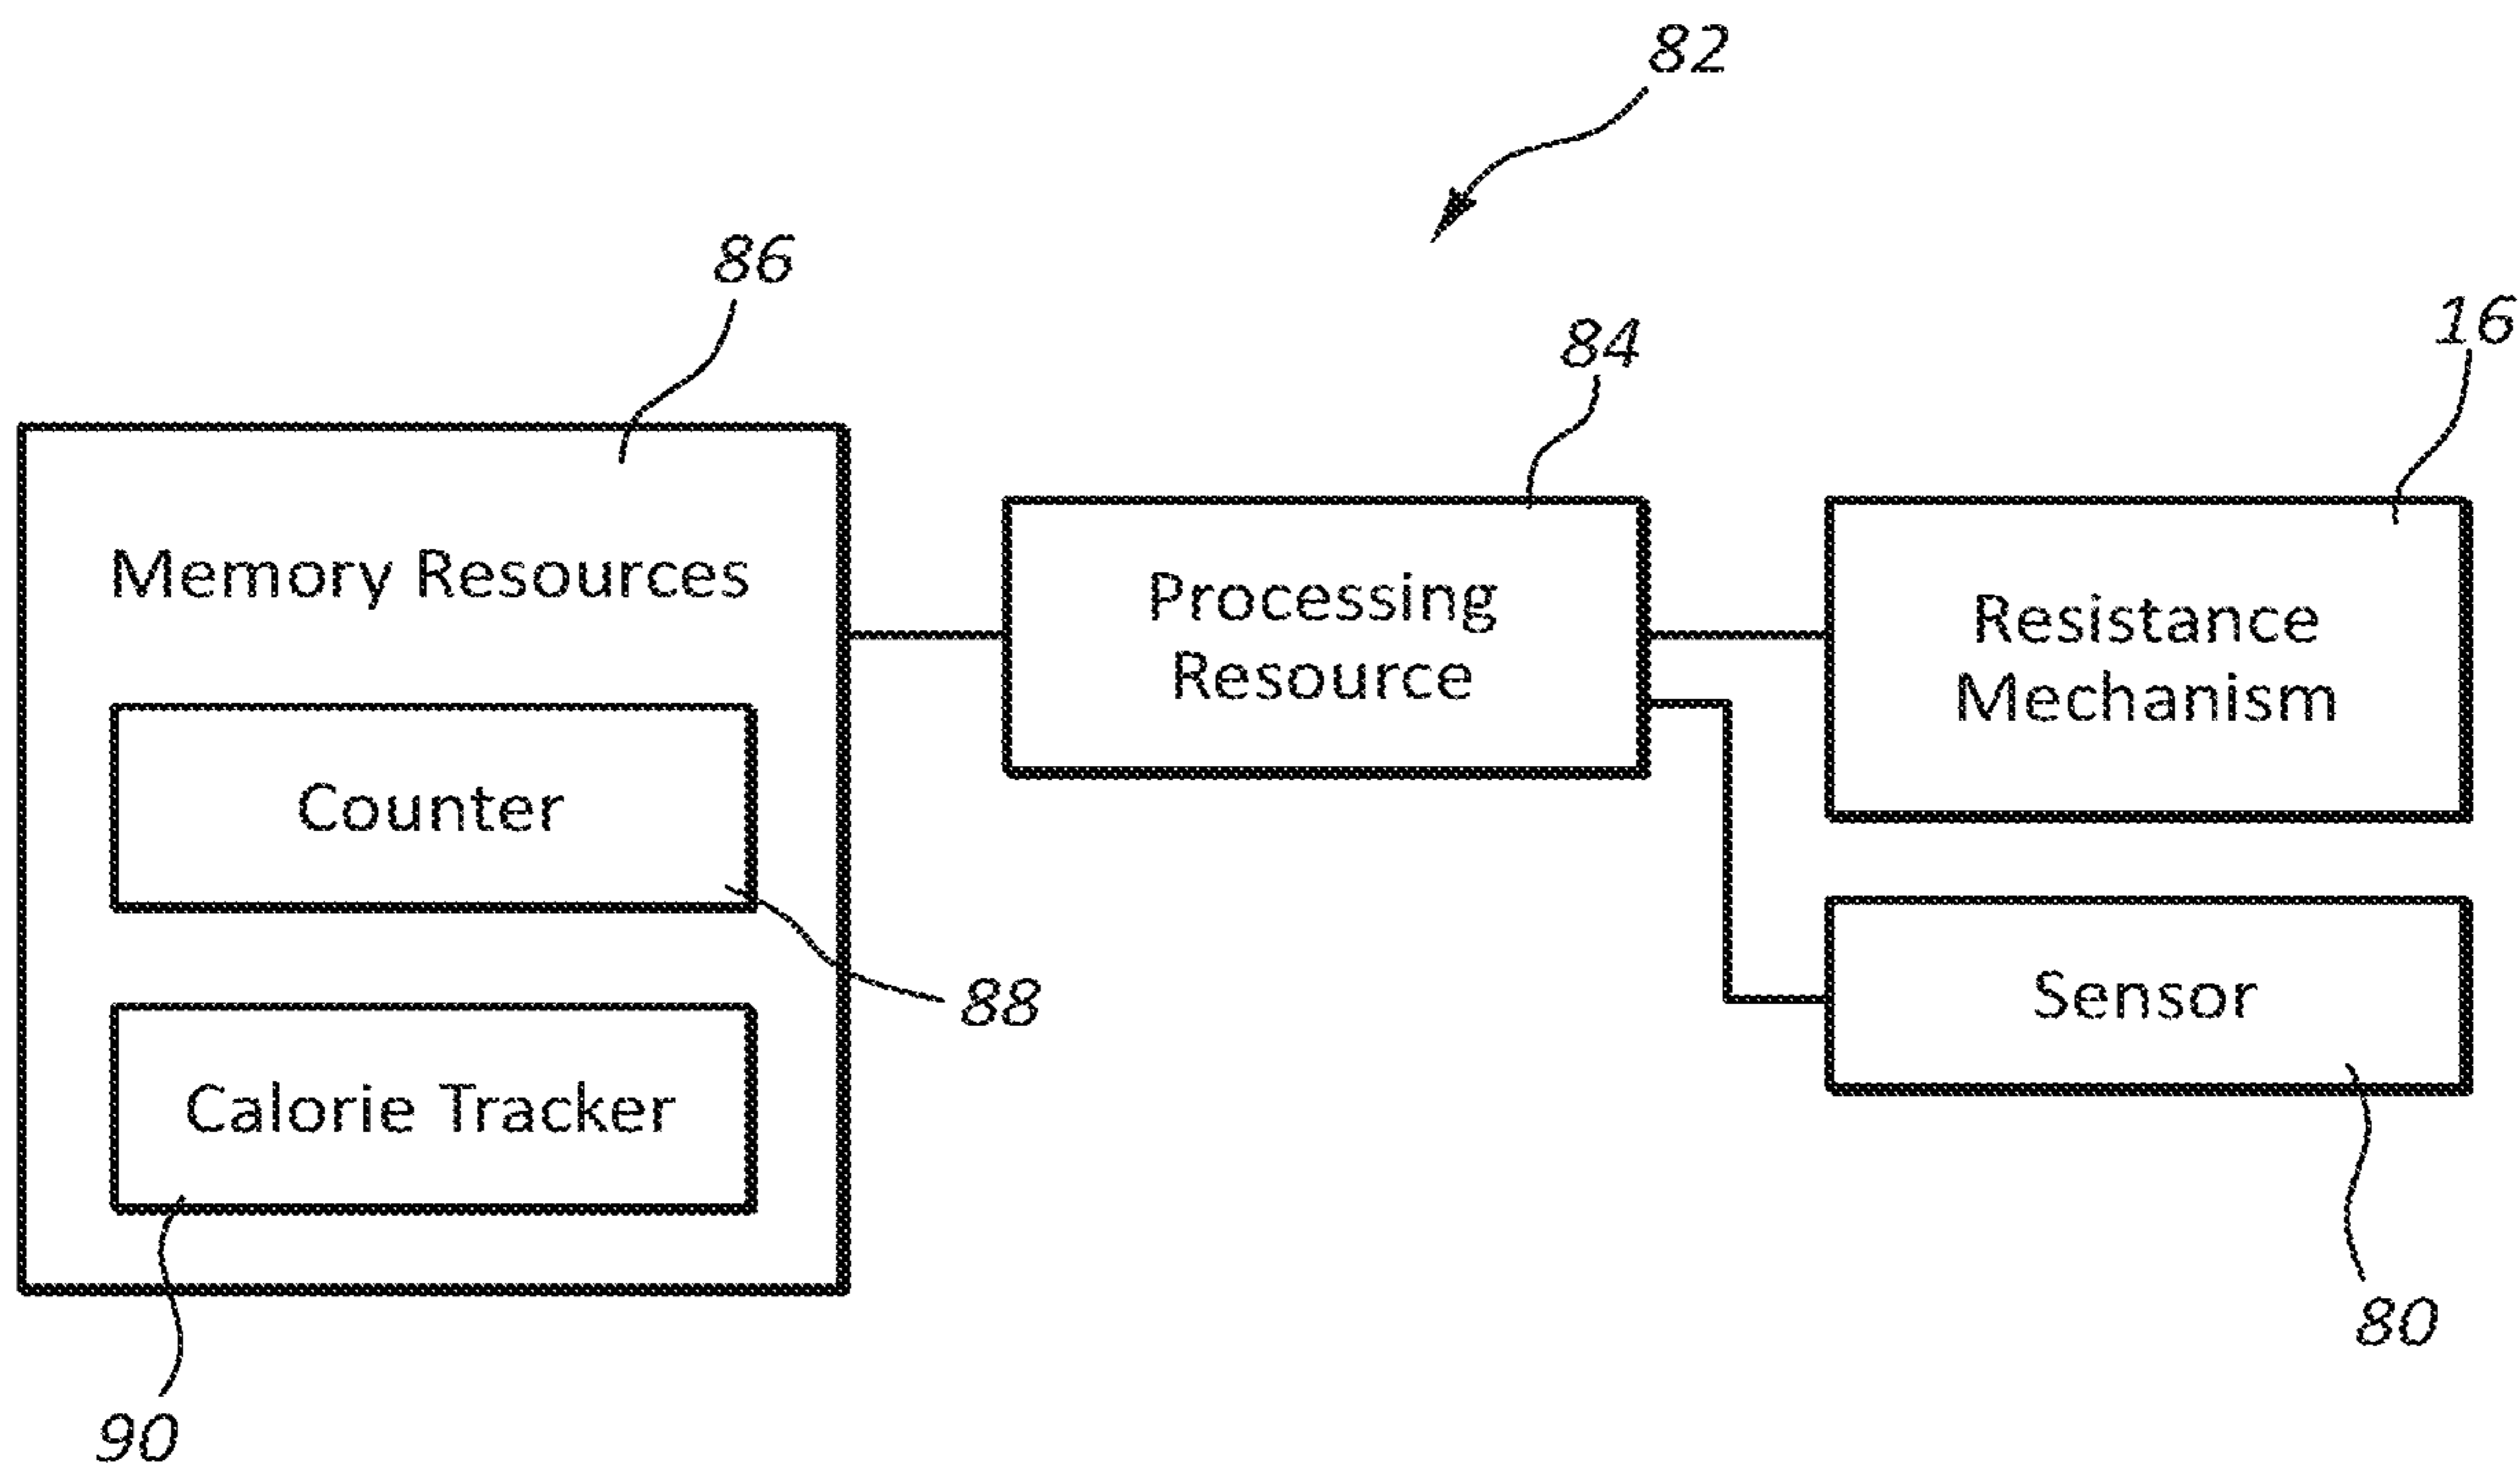 82
86
84
16
Memory Resources
Processing
Resource
Resistance
Mechanism
Counter
88
Sensor
Calorie Tracker
80
90